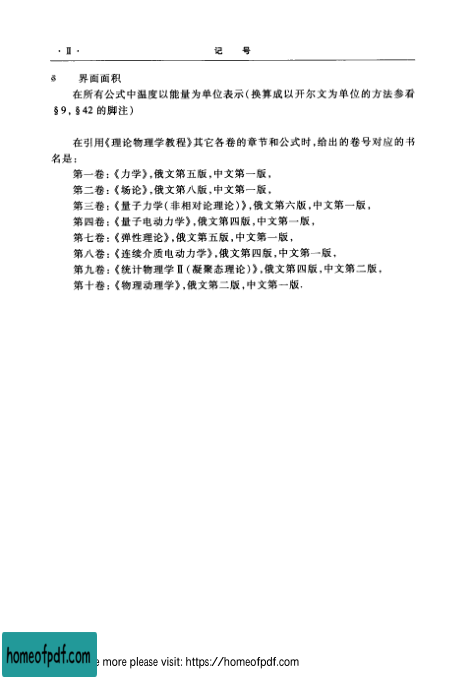 · Ⅱ · 记 号
ô 界面面积
在所有公式中温度以能量为单位表示(换算成以开尔文为单位的方法参看
§9,§42的脚注)
在引用《理论物理学教程》其它各卷的章节和公式时,给出的卷号对应的书
名是:
第一卷:《力学》,俄文第五版,中文第一版,
第二卷:《场论》,俄文第八版,中文第一版,
第三卷:《量子力学(非相对论理论)》,俄文第六版,中文第一版,
第四卷:《量子电动力学》,俄文第四版,中文第一版,
第七卷:《弹性理论》,俄文第五版,中文第一版,
第八卷:《连续介质电动力学》,俄文第四版,中文第一版,
第九卷:《统计物理学Ⅱ(凝聚态理论)》,俄文第四版,中文第二版,
第十卷:《物理动理学》,俄文第二版,中文第一版.
homeofpdf.com
e more please visit: https://homeofpdf.com